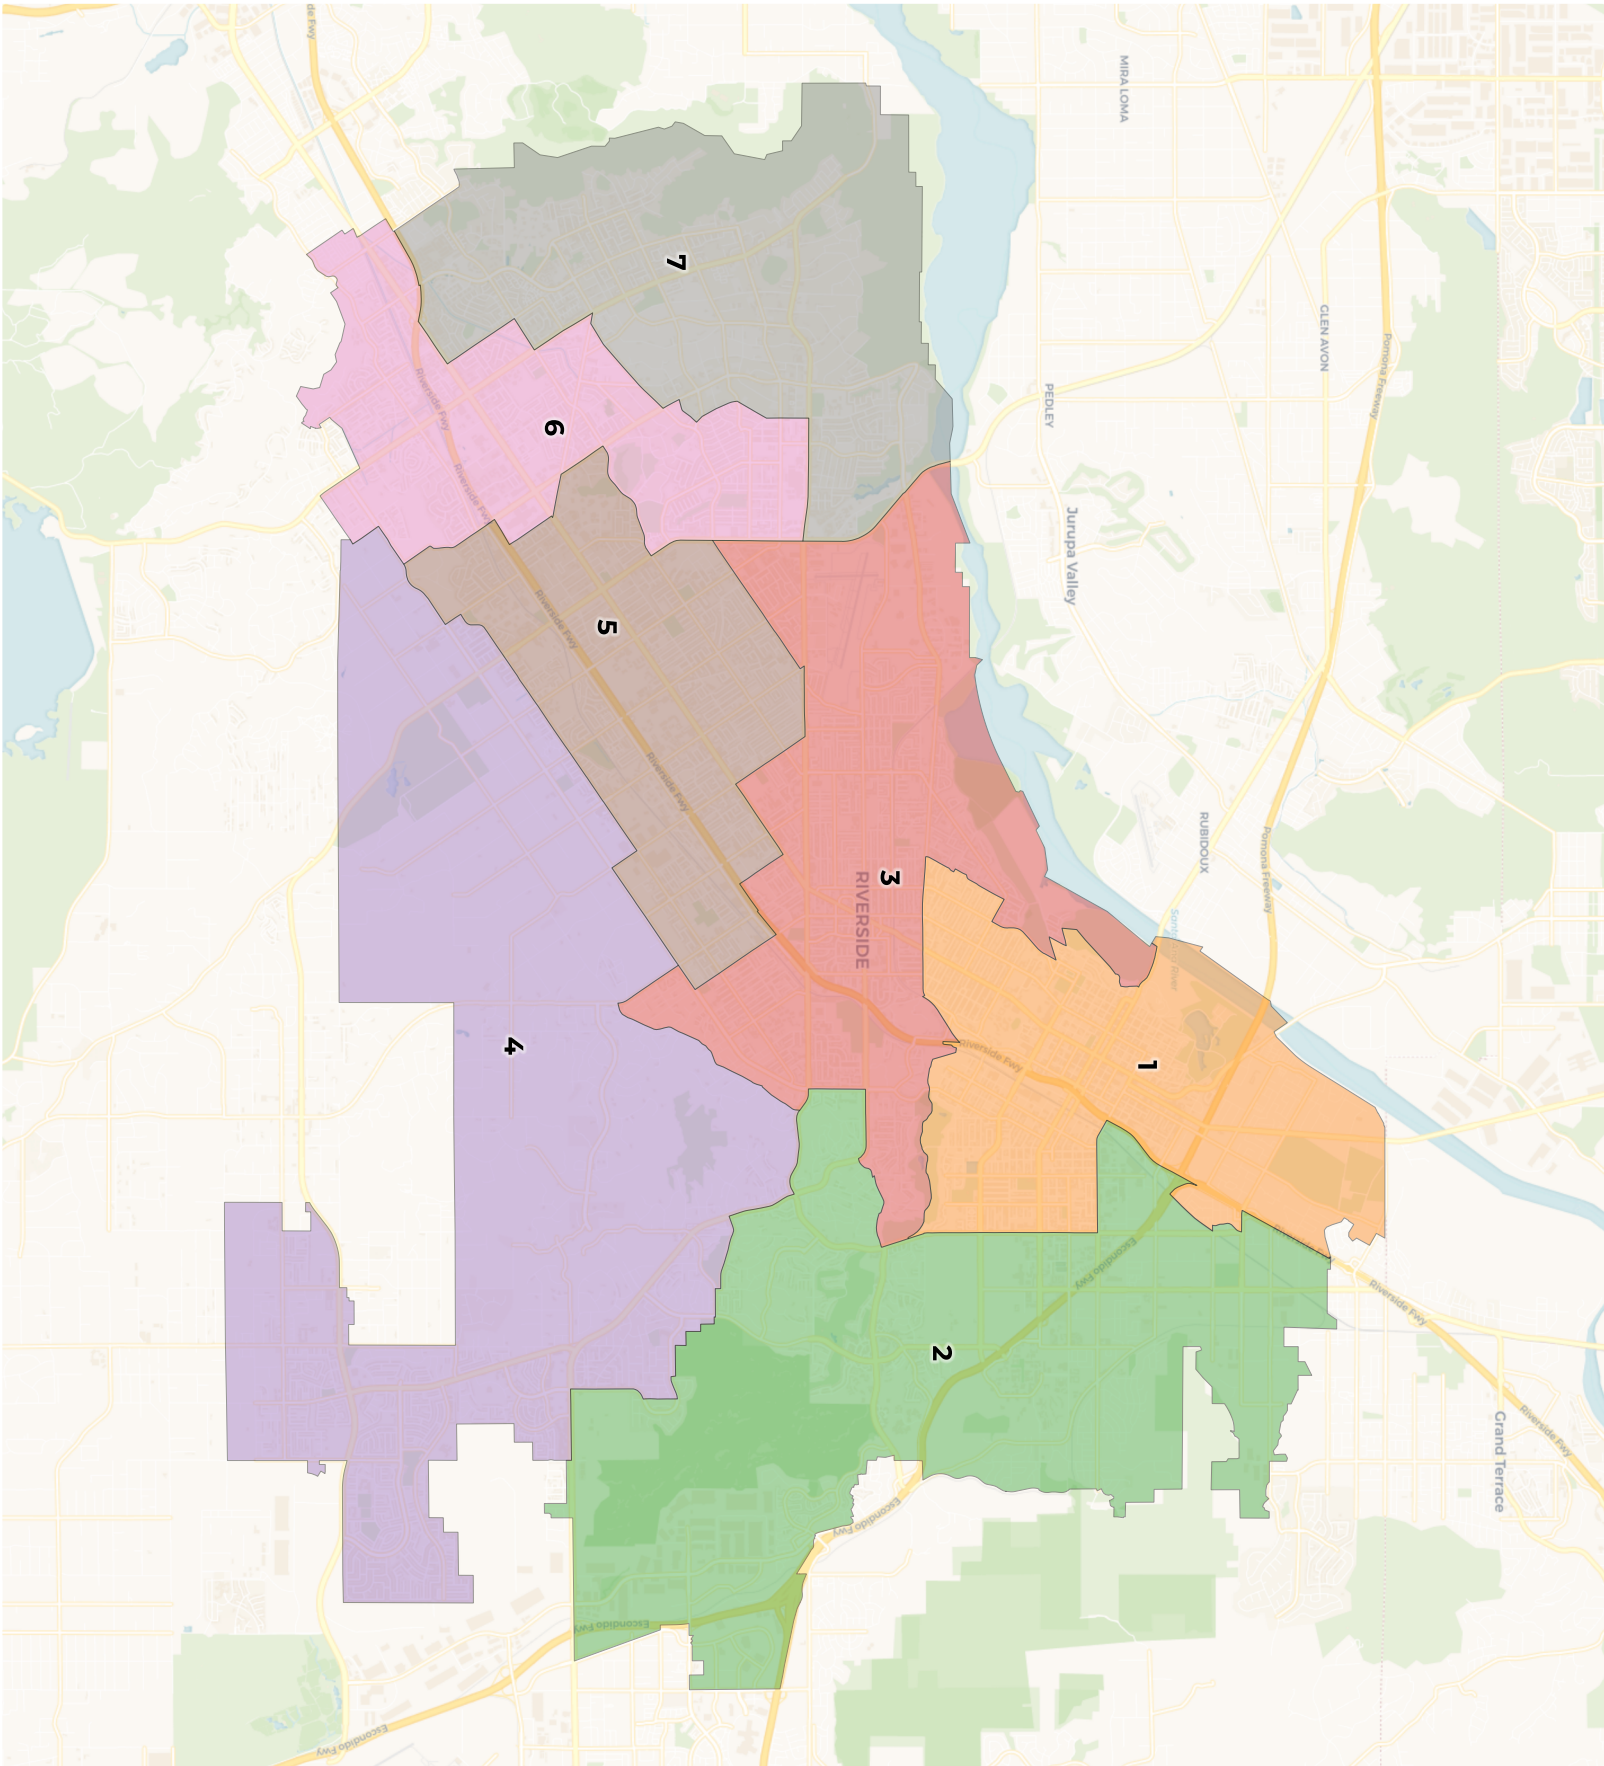 Pomona Freeway
GLEN AVON
MIRA LOMA
PEDLEY
Jurupa Valley
RUBIDOUX
Pomona Freeway
Grand Terrace
Riverside Fwy
Riverside Fwy
Riverside Fwy
1
2
3
RIVERSIDE
Riverside Fwy
Escondido Fwy
Escondido Fwy
7
6
5
4
Riverside Fwy
Riverside Fwy
Riverside Fwy
Riverside Fwy
Escondido Fwy
Escondido Fwy